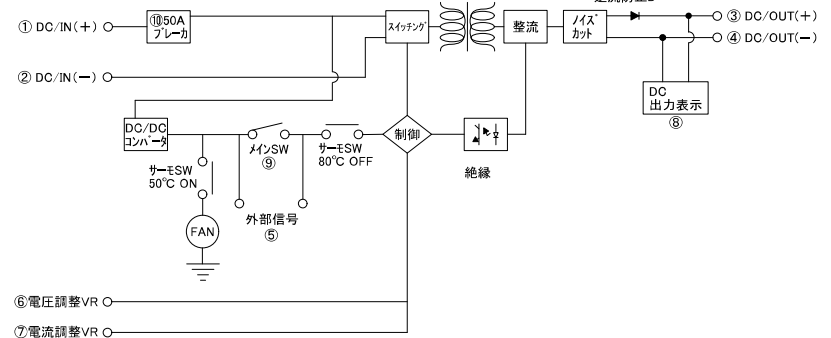 ① DC/IN(+)
⑩50A
ブレーカ
スイッチング
整流
ノイズ
カット
③ DC/OUT(+)
④ DC/OUT(-)
② DC/IN(-)
DC
出力表示
⑧
DC/DC
コンバータ
メインSW
⑨
サーモSW
80℃ OFF
制御
絶縁
サーモSW
50℃ ON
外部信号
⑤
FAN
⑥電圧調整VR
⑦電流調整VR